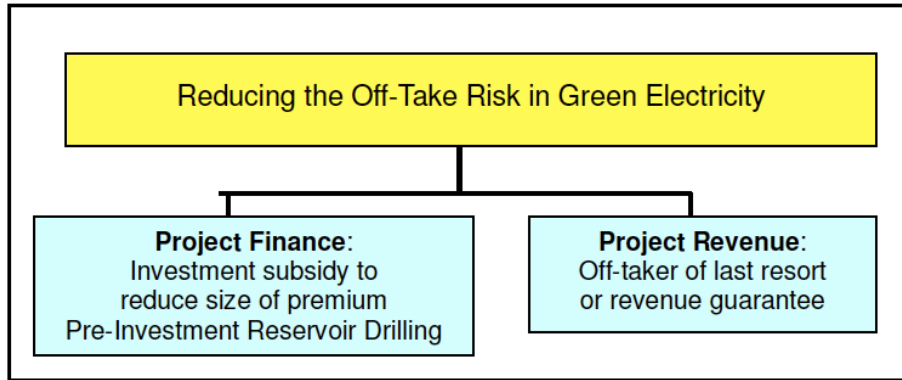 Reducing the Off-Take Risk in Green Electricity
Project Finance:
Investment subsidy to
reduce size of premium
Pre-Investment Reservoir Drilling
Project Revenue:
Off-taker of last resort
or revenue guarantee